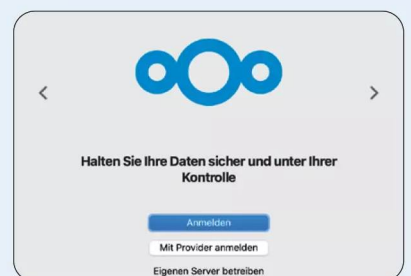 Halten Sie Ihre Daten sicher und unter Ihrer
Kontrolle
Anmelden
Mit Provider anmelden
Eigenen Server betreiben